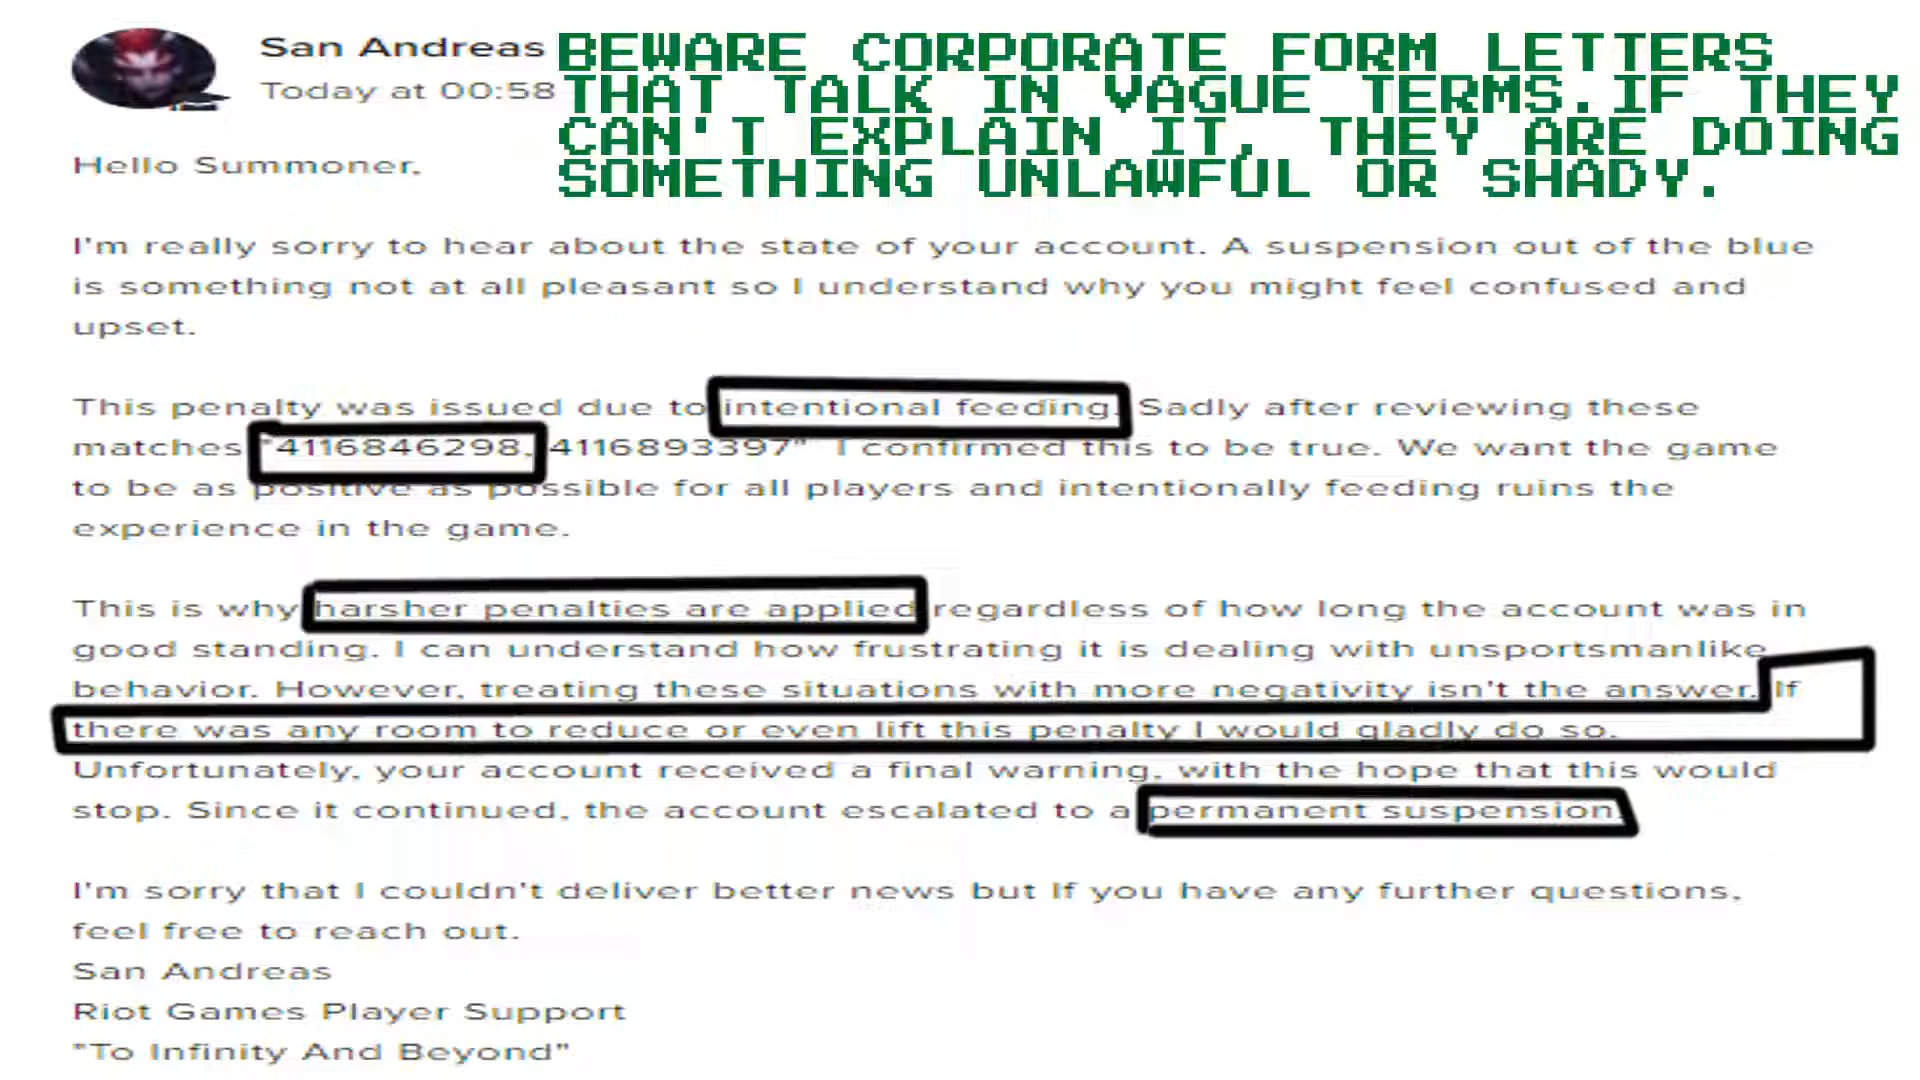 San Andreas
Today at 00:58
BEWARE CORPORATE FORM LETTERS
THAT TALK IN VAGUE TERMS.IF THEY
CAN'T EXPLAIN IT, THEY ARE DOING
SOMETHING UNLAWFUL OR SHADY.
Hello Summoner,
I'm really sorry to hear about the state of your account. A suspension out of the blue
is something not at all pleasant so I understand why you might feel confused and
upset.
This penalty was issued due to intentional feeding. Sadly after reviewing these
matches "4116846298, 4116893397" I confirmed this to be true. We want the game
to be as positive as possible for all players and intentionally feeding ruins the
experience in the game.
This is why harsher penalties are applied regardless of how long the account was in
good standing. I can understand how frustrating it is dealing with unsportsmanlike
behavior. However, treating these situations with more negativity isn't the answer. If
there was any room to reduce or even lift this penalty I would gladly do so.
Unfortunately, your account received a final warning, with the hope that this would
stop. Since it continued, the account escalated to a permanent suspension.
I'm sorry that I couldn't deliver better news but If you have any further questions,
feel free to reach out.
San Andreas
Riot Games Player Support
"To Infinity And Beyond"